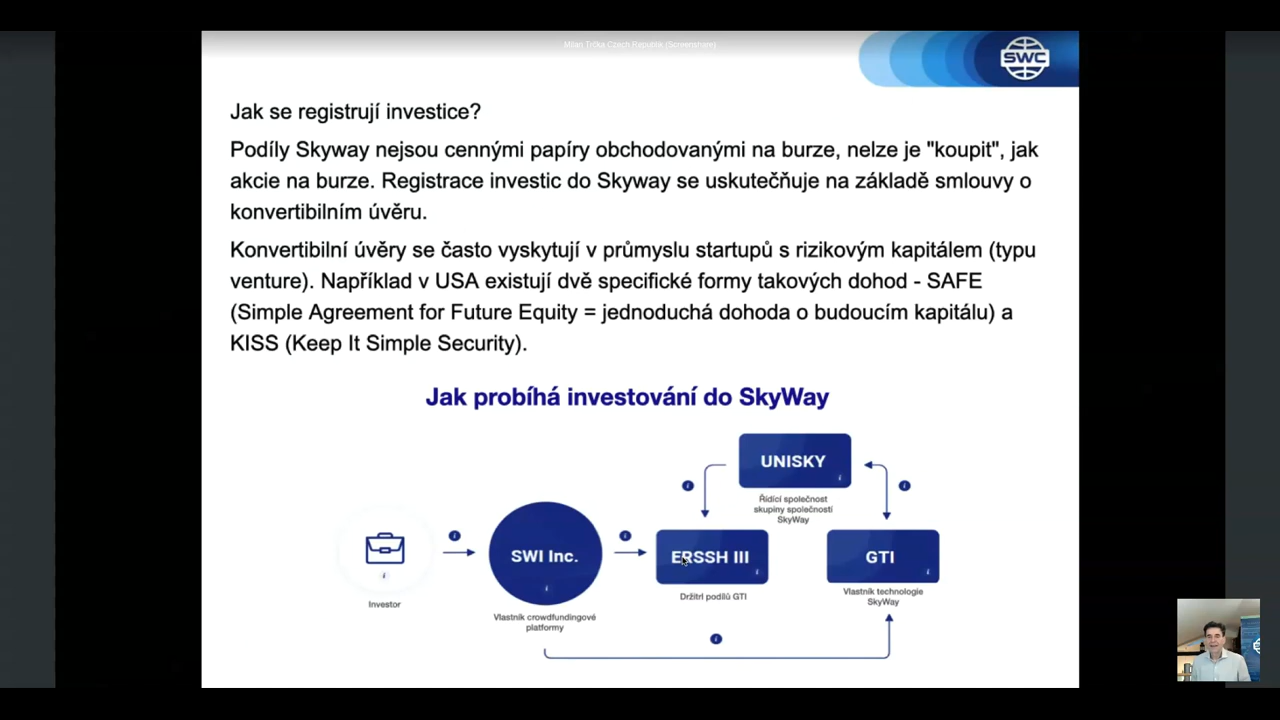 Milan Trčka Czech Republik (Screenshare)
SWC
Jak se registrují investice?
Podíly Skyway nejsou cennými papíry obchodovanými na burze, nelze je "koupit", jak
akcie na burze. Registrace investic do Skyway se uskutečňuje na základě smlouvy o
konvertibilním úvěru.
Konvertibilní úvěry se často vyskytují v průmyslu startupů s rizikovým kapitálem (typu
venture). Například v USA existují dvě specifické formy takových dohod - SAFE
(Simple Agreement for Future Equity = jednoduchá dohoda o budoucím kapitálu) a
KISS (Keep It Simple Security).
Jak probíhá investování do SkyWay
UNISKY
Řídící společnost
skupiny společností
SkyWay
SWI Inc.
ERSSH III
GTI
Investor
Vlastník crowdfundingové
platformy
Držitrl podílů GTI
Vlastník technologie
SkyWay